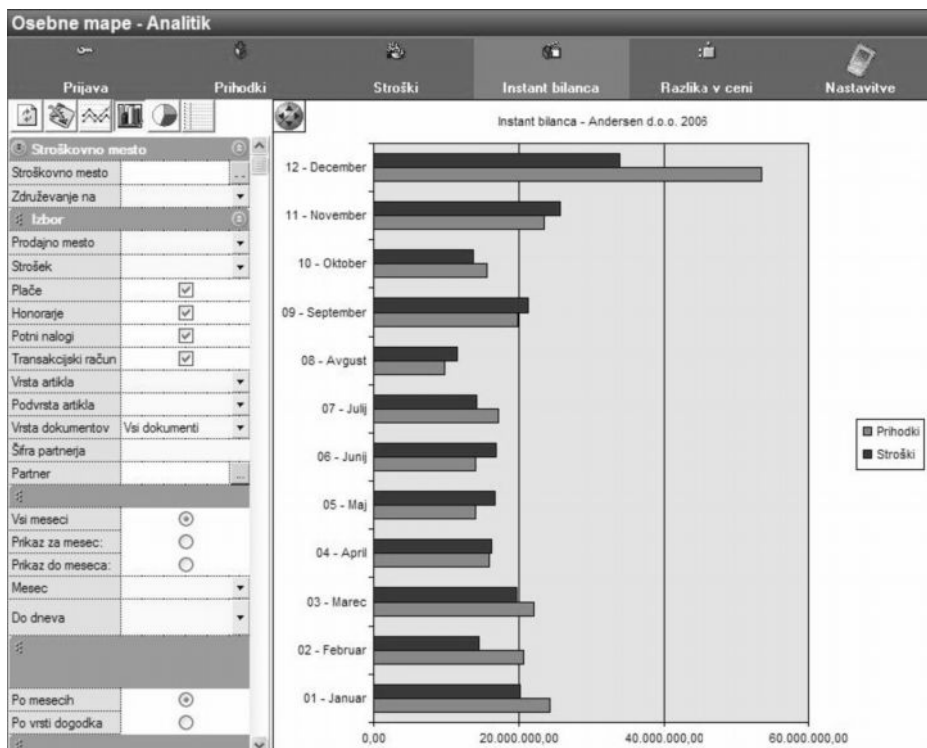 Osebne mape - Analitik
Prijava Prihodki Stroški Instant bilanca Razlika v ceni Nastavitve
Stroškovno mesto
Stroškovno mesto
Združevanje na
Izbor
Prodajno mesto
Strošek
Plače
Honorarje
Potni nalogi
Transakcijski račun
Vrsta artikla
Podvrsta artikla
Vrsta dokumentov Vsi dokumenti
Šifra partnerja
Partner
Vsi meseci
Prikaz za mesec:
Prikaz do meseca:
Mesec
Do dneva
Po mesecih
Po vrsti dogodka
Instant bilanca - Andersen d.o.o. 2006
12 - December
11 - November
10 - Oktober
09 - September
08 - Avgust
07 - Julij
06 - Junij
05 - Maj
04 - April
03 - Marec
02 - Februar
01 - Januar
0,00 20.000.000,00 40.000.000,00 60.000.000,00
Prihodki
Stroški